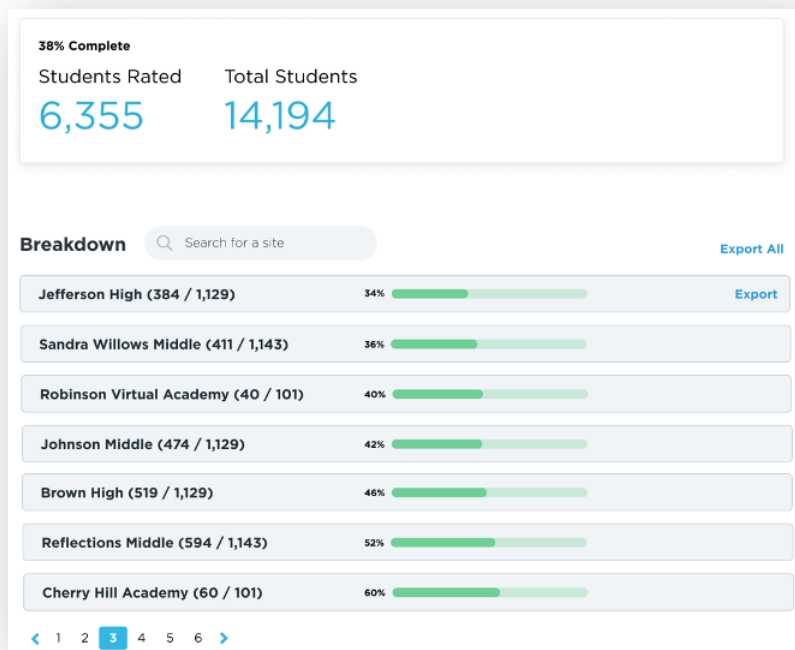 38% Complete
Students Rated Total Students
6,355 14,194
Breakdown Search for a site Export All
Jefferson High (384 / 1,129) 34% Export
Sandra Willows Middle (411 / 1,143) 36%
Robinson Virtual Academy (40 / 101) 40%
Johnson Middle (474 / 1,129) 42%
Brown High (519 / 1,129) 46%
Reflections Middle (594 / 1,143) 52%
Cherry Hill Academy (60 / 101) 60%
1 2 3 4 5 6